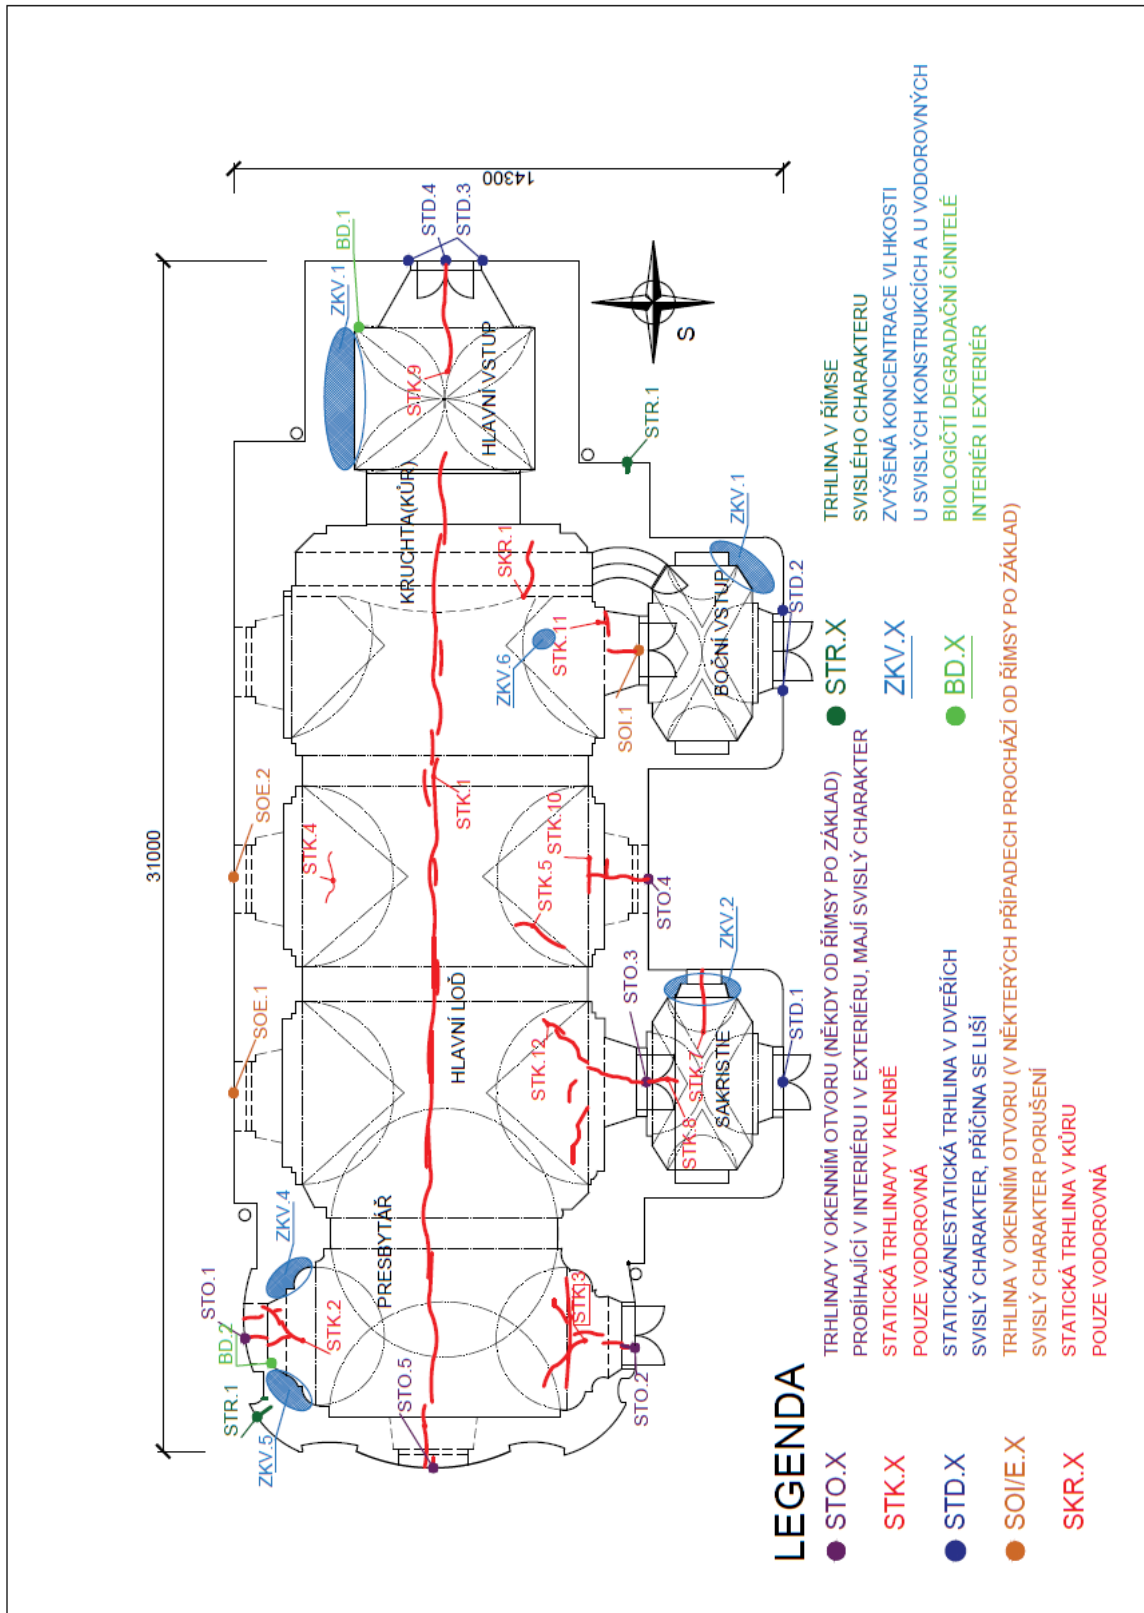 31000
14300
STO.1
BD.2
STR.1
ZKV.5
ZKV.4
STK.2
STO.5
PRESBYTÁŘ
STK.3
STO.2
SOE.1
SOE.2
HLAVNÍ LOĎ
STK.12
STO.3
STK.8
STK.7
SAKRISTIE
STD.1
ZKV.2
STK.4
STK.1
STK.5
STK.10
STO.4
KRUCHTA(KŮR)
SKR.1
ZKV.6
STK.11
SOI.1
BOČNÍ VSTUP
STD.2
ZKV.1
STR.1
ZKV.1
BD.1
STK.9
HLAVNÍ VSTUP
STD.4
STD.3
S
LEGENDA
STO.X
TRHLINA/Y V OKENNÍM OTVORU (NĚKDY OD ŘÍMSY PO ZÁKLAD)
PROBÍHAJÍCÍ V INTERIÉRU I V EXTERIÉRU, MAJÍ SVISLÝ CHARAKTER
STK.X
STATICKÁ TRHLINA/Y V KLENBĚ
POUZE VODOROVNÁ
STD.X
STATICKÁ/NESTATICKÁ TRHLINA V DVEŘÍCH
SVISLÝ CHARAKTER, PŘÍČINA SE LIŠÍ
SOI/E.X
TRHLINA V OKENNÍM OTVORU (V NĚKTERÝCH PŘÍPADECH PROCHÁZÍ OD ŘÍMSY PO ZÁKLAD)
SVISLÝ CHARAKTER PORUŠENÍ
SKR.X
STATICKÁ TRHLINA V KŮRU
POUZE VODOROVNÁ
STR.X
TRHLINA V ŘÍMSE
SVISLÉHO CHARAKTERU
ZKV.X
ZVÝŠENÁ KONCENTRACE VLHKOSTI
U SVISLÝCH KONSTRUKCÍCH A U VODOROVNÝCH
BD.X
BIOLOGIČTÍ DEGRADAČNÍ ČINITELÉ
INTERIÉR I EXTERIÉR